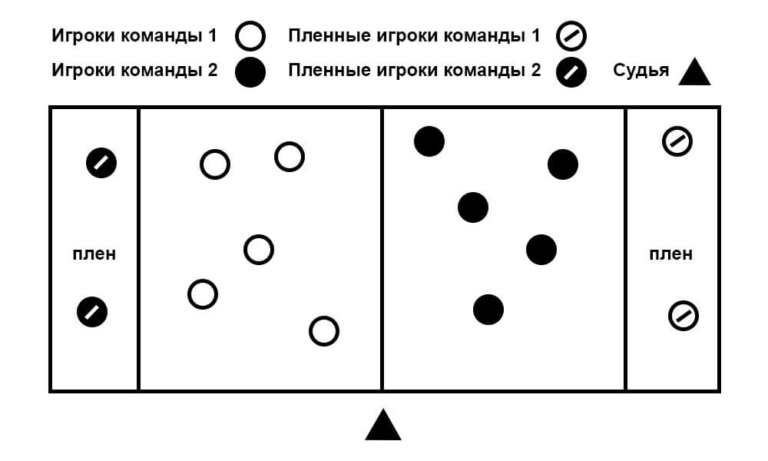 Игроки команды 1 Пленные игроки команды 1
Игроки команды 2 Пленные игроки команды 2 Судья
плен плен